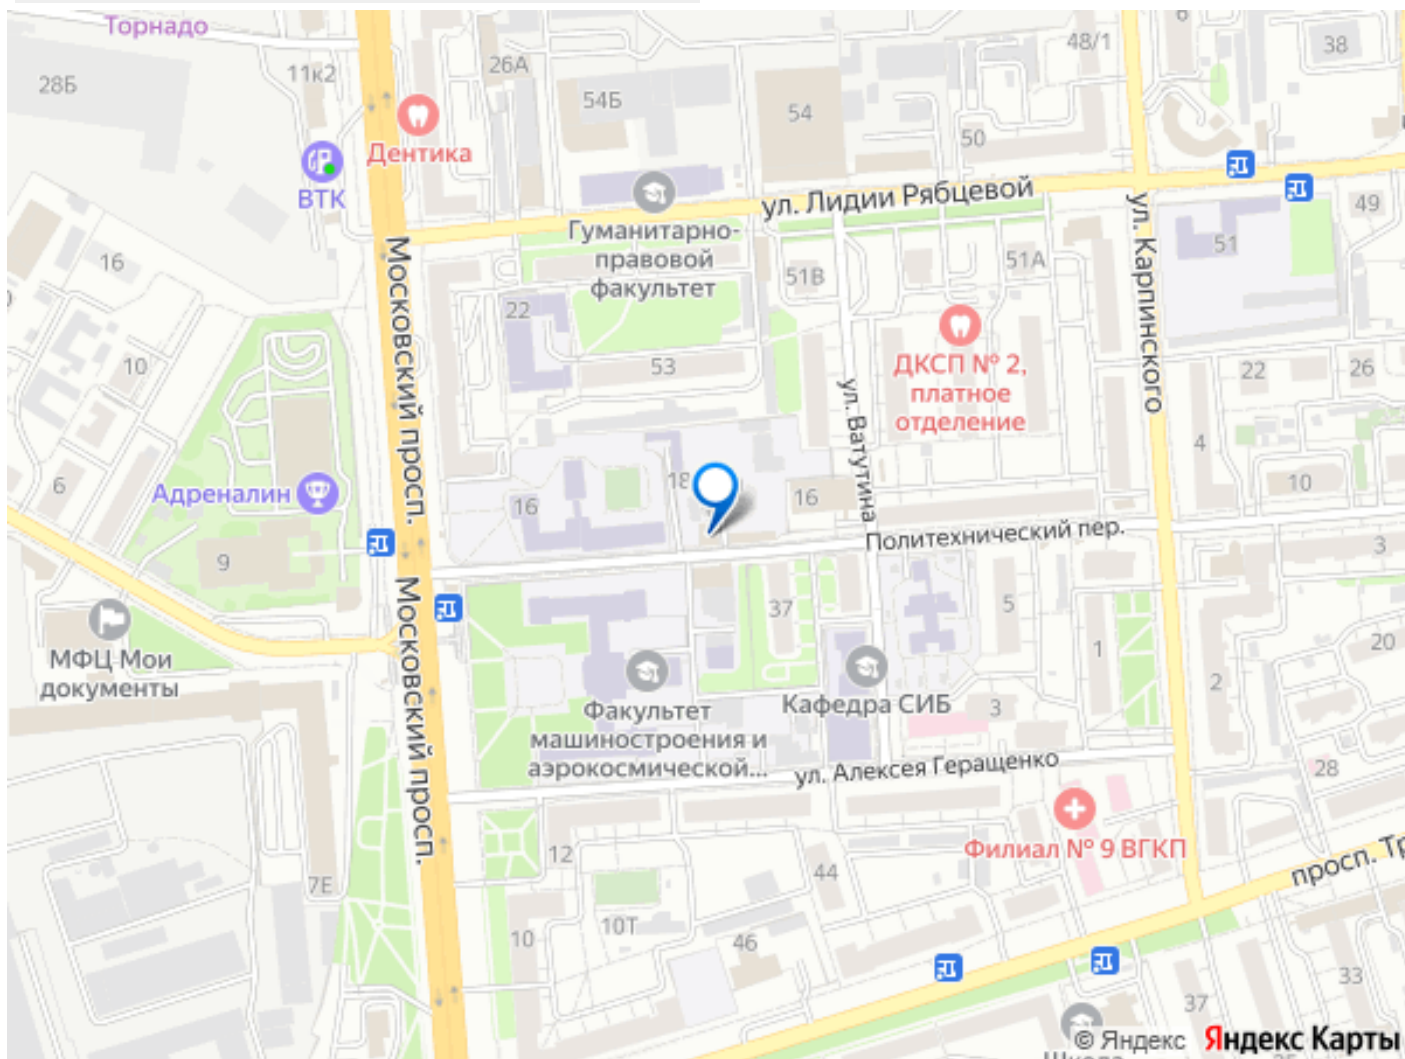 Торнадо
6
48/1
38
26А
11к2
28Б
54Б
54
50
Дентика
ВТК
ул. Лидии Рябцевой
ул. Карпинского
49
51
Гуманитарно-
правовой
факультет
Московский просп.
16
51В
51А
22
10
53
ДКСП № 2,
платное
отделение
22
26
ул. Ватутина
4
6
Адреналин
16
18
16
10
Политехнический пер.
3
9
Московский просп.
37
5
МФЦ Мои
документы
1
20
2
Факультет
машиностроения и
аэрокосмической...
Кафедра СИБ
3
ул. Алексея Геращенко
28
Филиал № 9 ВГКП
12
44
7Е
просп. Тр
10Т
10
46
33
37
© Яндекс
Яндекс Карты